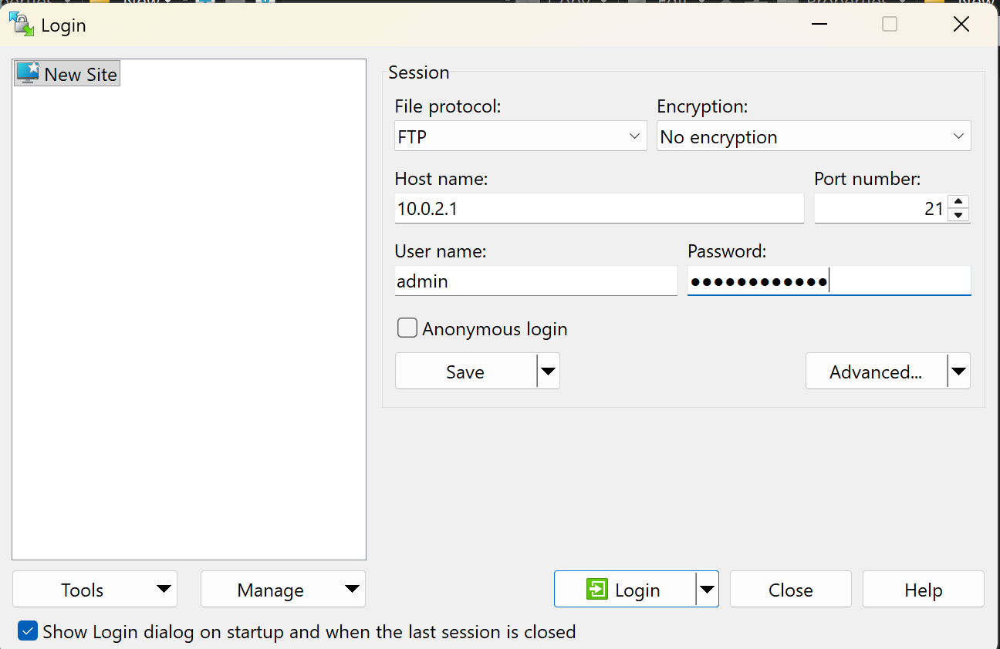 Login
New Site
Session
File protocol: Encryption:
FTP No encryption
Host name: Port number:
10.0.2.1 21
User name: Password:
admin ●●●●●●●●●●●●
Anonymous login
Save Advanced...
Tools Manage Login Close Help
Show Login dialog on startup and when the last session is closed